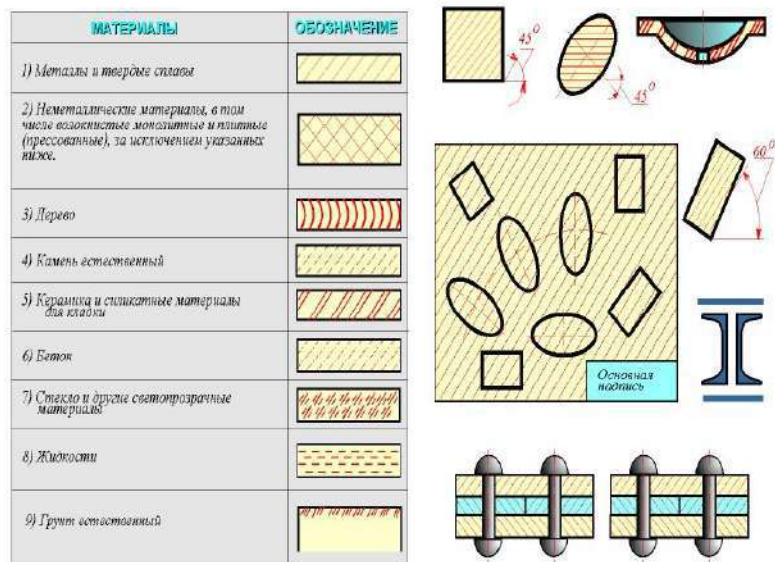 МАТЕРИАЛЫ
ОБОЗНАЧЕНИЕ
1) Металлы и твердые сплавы
2) Неметаллические материалы, в том
числе волокнистые монолитные и плитные
(прессованные), за исключением указанных
ниже.
3) Дерево
4) Камень естественный
5) Керамика и силикатные материалы
для кладки
6) Беток
7) Стекло и другие светопрозрачные
материалы
8) Жидкости
9) Грунт естественный
45°
45°
60°
Основная
надпись